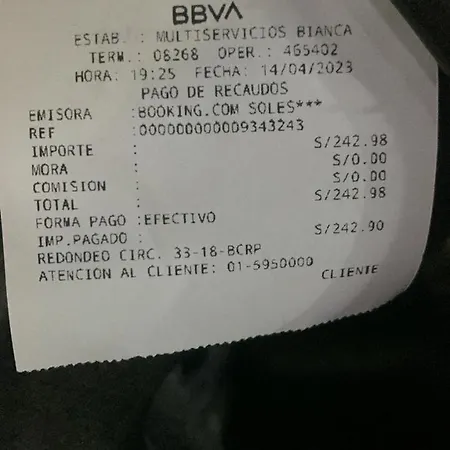 BBVA
ESTAB. : MULTISERVICIOS BIANCA
TERM.: 08268 OPER.: 465402
HORA: 19:25 FECHA: 14/04/2023
PAGO DE RECAUDOS
EMISORA :BOOKING.COM SOLES***
REF :000000000009343243
IMPORTE : S/242.98
MORA : S/0.00
COMISION : S/0.00
TOTAL : S/242.98
FORMA PAGO :EFECTIVO
IMP.PAGADO : S/242.90
REDONDEO CIRC. 33-18-BCRP
ATENCION AL CLIENTE: 01-5950000
CLIENTE